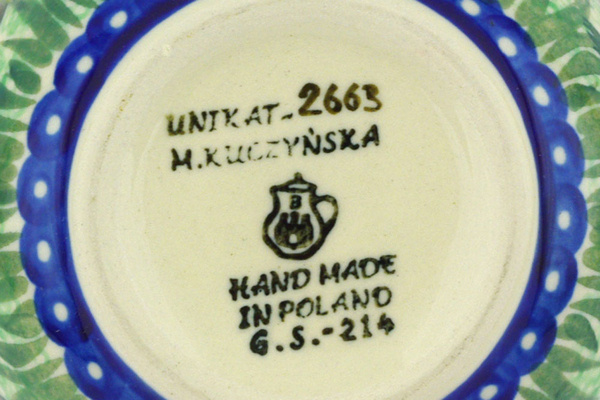 UNIKAT-2663
M.KUCZYŃSKA
B
HAND MADE
IN POLAND
G.S.-214